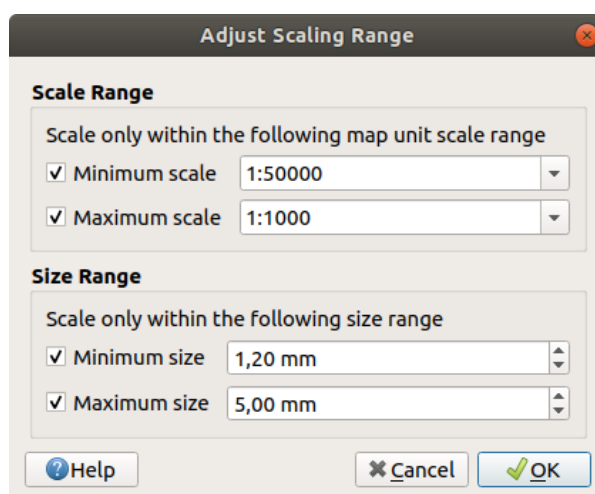 Adjust Scaling Range
Scale Range
Scale only within the following map unit scale range
Minimum scale 1:50000
Maximum scale 1:1000
Size Range
Scale only within the following size range
Minimum size 1,20 mm
Maximum size 5,00 mm
Help Cancel OK